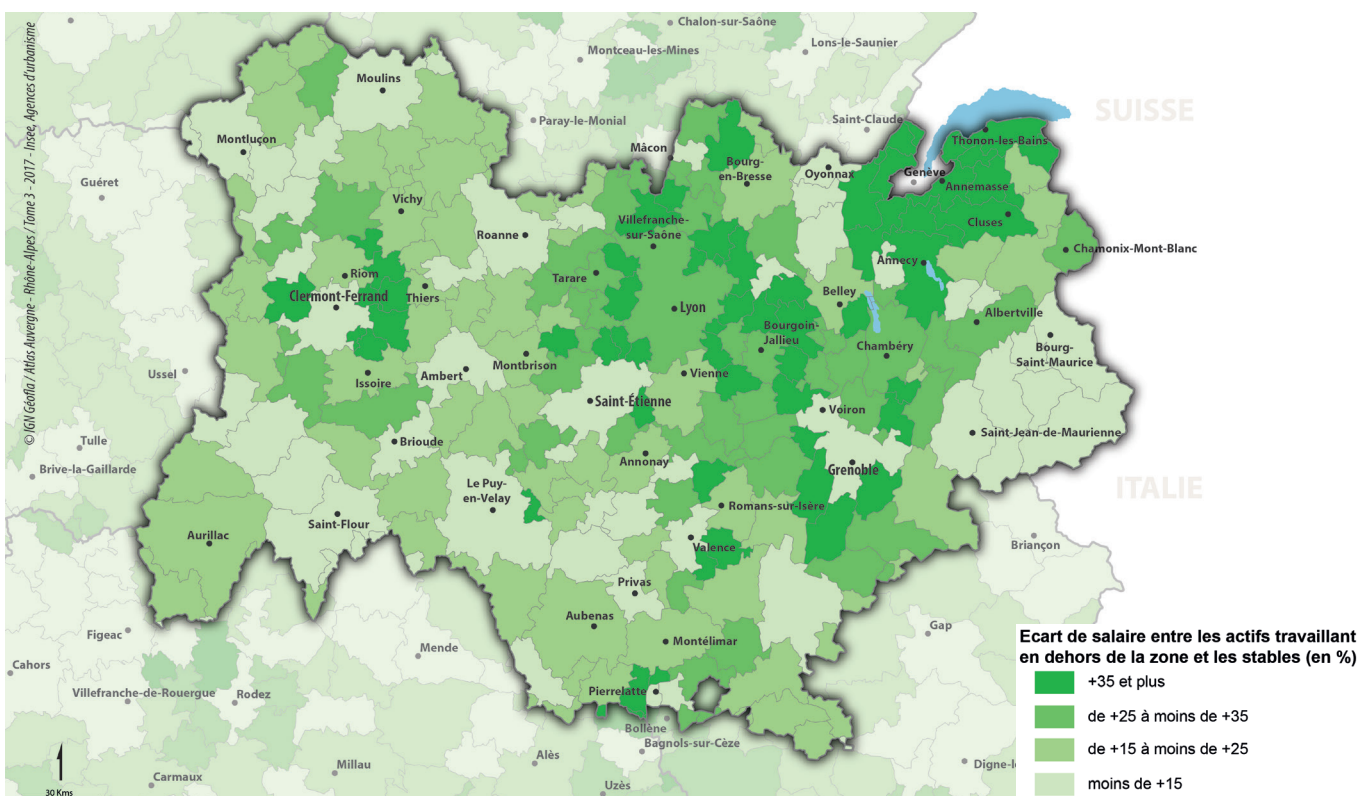 © IGN Géofla / Atlas Auvergne - Rhône-Alpes / Tome 3 - 2017 - Insee, Agences d'urbanisme
Chalon-sur-Saône
Montceau-les-Mines
Lons-le-Saunier
Moulins
SUISSE
Paray-le-Monial
Saint-Claude
Montluçon
Thonon-les-Bains
Mâcon
Bourg-
en-Bresse
Oyonnax
Genève
Guéret
Annemasse
Vichy
Villefranche-
sur-Saône
Cluses
Roanne
Chamonix-Mont-Blanc
Annecy
Riom
Tarare
Clermont-Ferrand
Thiers
Belley
Lyon
Albertville
Bourgoin-
Jallieu
Chambéry
Bourg-
Saint-Maurice
Ussel
Montbrison
Ambert
Vienne
Issoire
Saint-Étienne
Voiron
Saint-Jean-de-Maurienne
Tulle
Brioude
Annonay
Grenoble
Brive-la-Gaillarde
Le Puy-
en-Velay
ITALIE
Romans-sur-Isère
Saint-Flour
Aurillac
Valence
Briançon
Privas
Aubenas
Montélimar
Figeac
Gap
Mende
Cahors
Villefranche-de-Rouergue
Rodez
Pierrelatte
Bollène
Bagnols-sur-Cèze
Alès
Millau
Digne-l
Carmaux
Uzès
30 Kms
Ecart de salaire entre les actifs travaillant
en dehors de la zone et les stables (en %)
+35 et plus
de +25 à moins de +35
de +15 à moins de +25
moins de +15